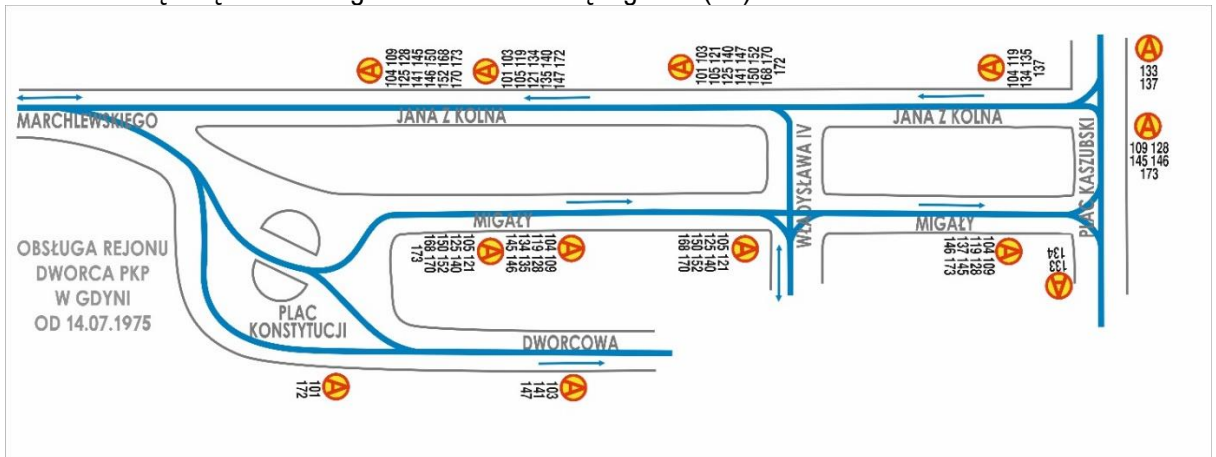 104 109
125 128
141 145
146 150
152 168
170 173
101 103
105 119
121 134
135 140
147 172
101 103
105 121
125 140
141 147
150 152
168 170
172
104 119
134 135
137
A
A
A
A
A
133
137
MARCHLEWSKIEGO
JANA Z KOLNA
JANA Z KOLNA
A
109 128
145 146
173
WŁADYSŁAWA IV
PLAC KASZUBSKI
MIGAŁY
MIGAŁY
OBSŁUGA REJONU
DWORCA PKP
W GDYNI
OD 14.07.1975
105 121
125 140
150 152
168 170
173
A
104 109
119 128
134 135
145 146
A
105 121
125 140
150 152
168 170
A
104 109
119 128
137 145
146 173
A
133
134
A
PLAC
KONSTYTUCJI
DWORCOWA
101
172
A
103
141
147
A